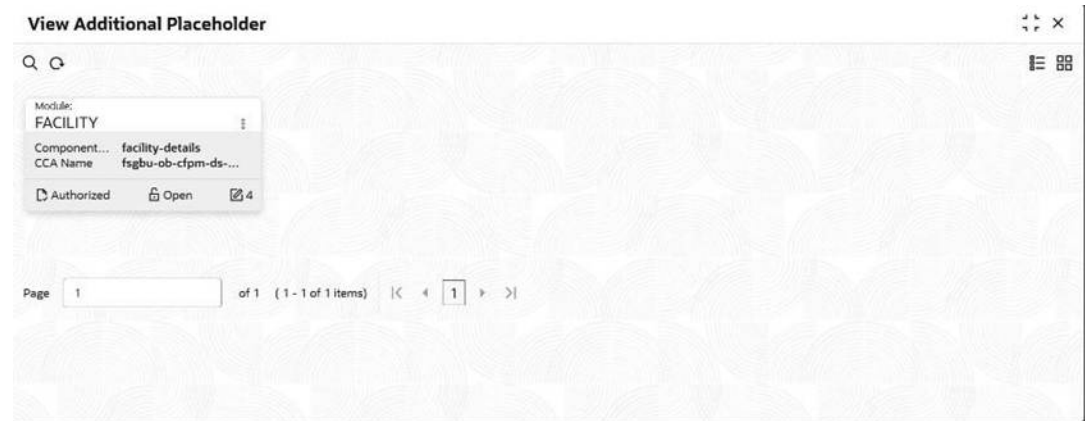 View Additional Placeholder
Module:
FACILITY
Component... facility-details
CCA Name fsgbu-ob-cfpm-ds-...
Authorized Open 4
Page 1 of 1 (1 - 1 of 1 items) 1